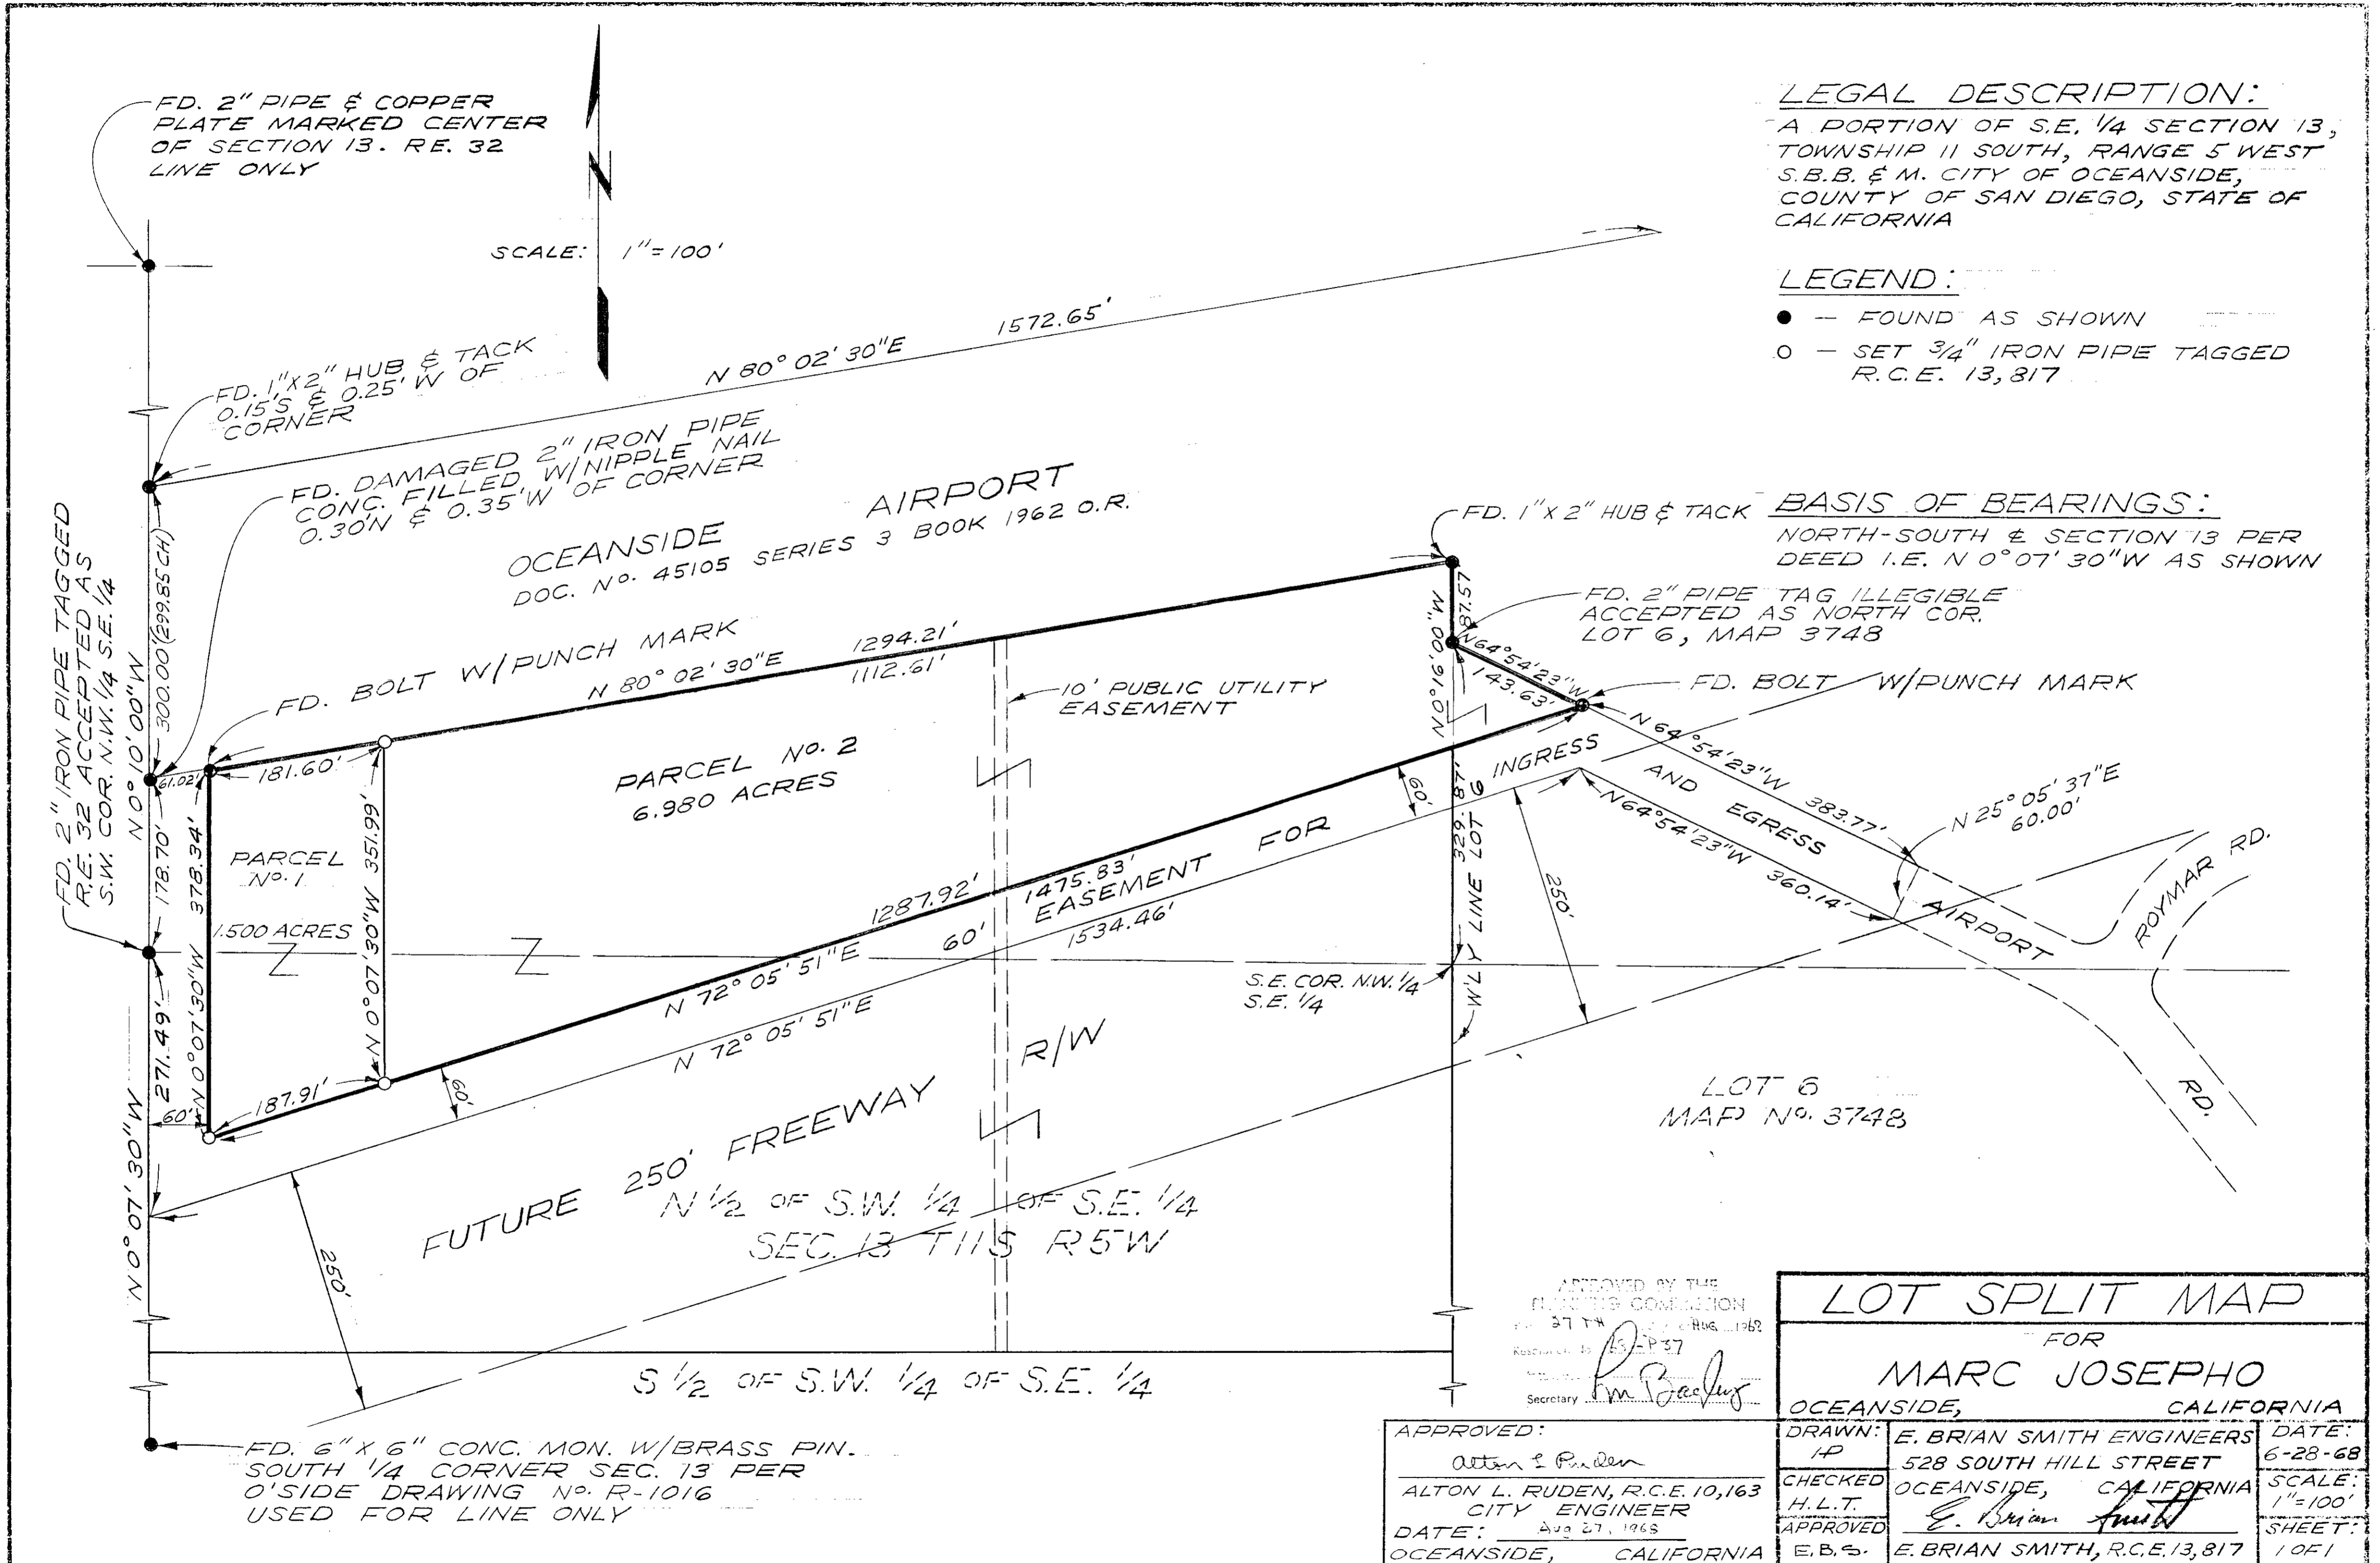 FD. 2" PIPE & COPPER
PLATE MARKED CENTER
OF SECTION 13. RE. 32
LINE ONLY
N
SCALE: 1"=100'
LEGAL DESCRIPTION:
A PORTION OF S.E. 1/4 SECTION 13,
TOWNSHIP 11 SOUTH, RANGE 5 WEST
S.B.B. & M. CITY OF OCEANSIDE,
COUNTY OF SAN DIEGO, STATE OF
CALIFORNIA
LEGEND:
● — FOUND AS SHOWN
○ — SET 3/4" IRON PIPE TAGGED
R.C.E. 13,817
N 80° 02' 30"E 1572.65'
FD. 1"X2" HUB & TACK
0.15'S & 0.25' W OF
CORNER
FD. DAMAGED 2" IRON PIPE
CONC. FILLED W/NIPPLE NAIL
0.30'N & 0.35'W OF CORNER
OCEANSIDE AIRPORT
DOC. No. 45105 SERIES 3 BOOK 1962 O.R.
FD. 1"X 2" HUB & TACK
BASIS OF BEARINGS:
NORTH-SOUTH ℄ SECTION 13 PER
DEED I.E. N 0°07'30"W AS SHOWN
FD. 2" PIPE TAG ILLEGIBLE
ACCEPTED AS NORTH COR.
LOT 6, MAP 3748
FD. 2" IRON PIPE TAGGED
R.E. 32 ACCEPTED AS
S.W. COR. N.W. 1/4 S.E. 1/4
N 0° 10' 00" W
300.00'(299.85 CH)
FD. BOLT W/PUNCH MARK
N 80° 02' 30"E
1294.21'
1112.61'
87.57'
N 0° 16' 00" W
N 64° 54' 23" W
143.63'
FD. BOLT W/PUNCH MARK
10' PUBLIC UTILITY
EASEMENT
61.02'
181.60'
PARCEL No. 2
6.980 ACRES
178.70'
378.34'
N 0° 07' 30" W
PARCEL
No. 1
1.500 ACRES
N 0° 07' 30" W 351.99'
60'
329.87'
W'LY LINE LOT 6
EASEMENT FOR INGRESS AND EGRESS
N 64° 54' 23" W 383.77'
N 64° 54' 23" W 360.14'
N 25° 05' 37"E
60.00'
AIRPORT RD.
ROYMAR RD.
1287.92'
1475.83'
60'
1534.46'
N 72° 05' 51"E
N 72° 05' 51"E
250'
S.E. COR. N.W. 1/4
S.E. 1/4
271.49'
60'
187.91'
60'
N 0° 07' 30" W
FUTURE 250' FREEWAY R/W
250'
LOT 6
MAP No. 3748
N 1/2 OF S.W. 1/4 OF S.E. 1/4
SEC. 13 T11S R5W
S 1/2 OF S.W. 1/4 OF S.E. 1/4
FD. 6" X 6" CONC. MON. W/BRASS PIN.
SOUTH 1/4 CORNER SEC. 13 PER
O'SIDE DRAWING No. R-1016
USED FOR LINE ONLY
APPROVED BY THE
PLANNING COMMISSION
27 TH Aug 1968
Secretary
APPROVED:
ALTON L. RUDEN, R.C.E. 10,163
CITY ENGINEER
DATE: Aug 27, 1968
OCEANSIDE, CALIFORNIA
LOT SPLIT MAP
FOR
MARC JOSEPHO
OCEANSIDE, CALIFORNIA
DRAWN:
CHECKED
H.L.T.
APPROVED
E.B.S.
E. BRIAN SMITH ENGINEERS
528 SOUTH HILL STREET
OCEANSIDE, CALIFORNIA
E. Brian Smith
E. BRIAN SMITH, R.C.E. 13,817
DATE:
6-28-68
SCALE:
1"=100'
SHEET:
1 OF 1